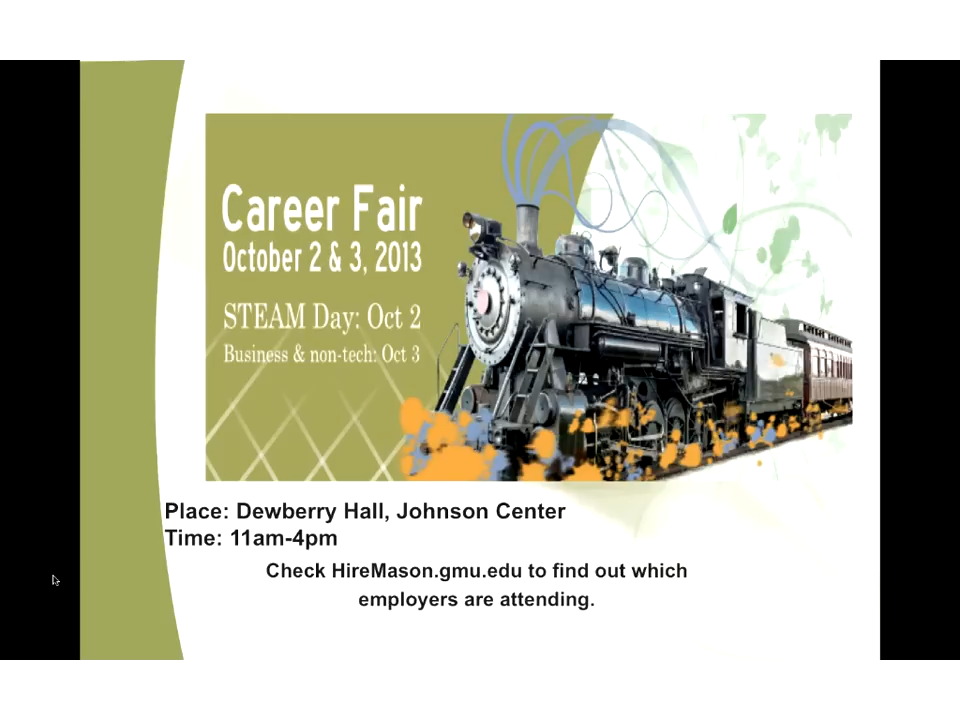 Career Fair
October 2 & 3, 2013
STEAM Day: Oct 2
Business & non-tech: Oct 3
Place: Dewberry Hall, Johnson Center
Time: 11am-4pm
Check HireMason.gmu.edu to find out which
employers are attending.